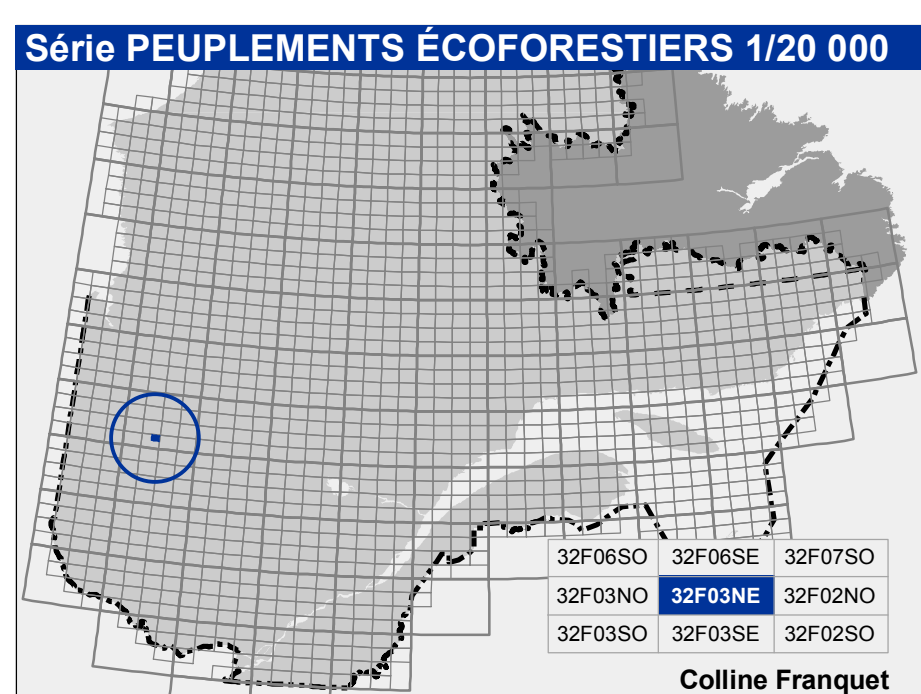 Série PEUPLEMENTS ÉCOFORESTIERS 1/20 000
32F06SO 32F06SE 32F07SO
32F03NO 32F03NE 32F02NO
32F03SO 32F03SE 32F02SO
Colline Franquet